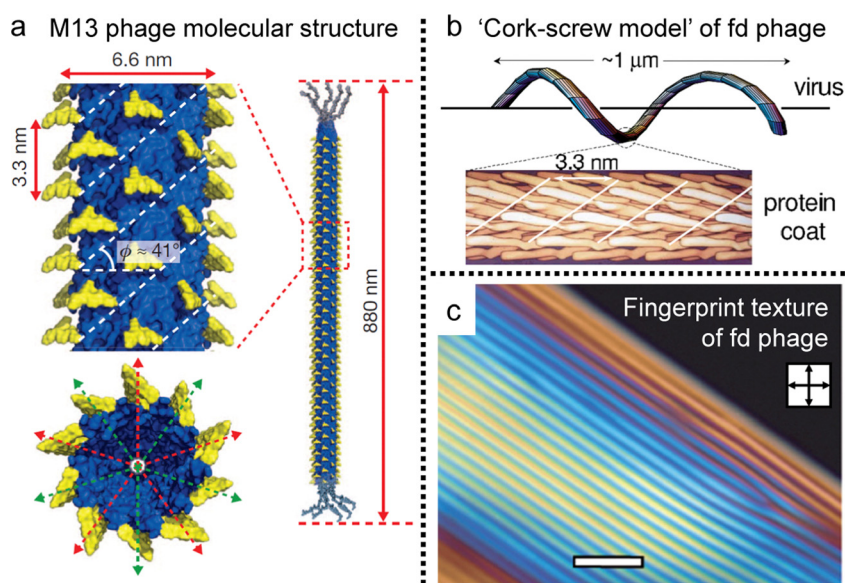 a M13 phage molecular structure
6.6 nm
3.3 nm
ϕ ≈ 41°
880 nm
b ‘Cork-screw model’ of fd phage
~1 μm
virus
3.3 nm
protein
coat
c Fingerprint texture
of fd phage